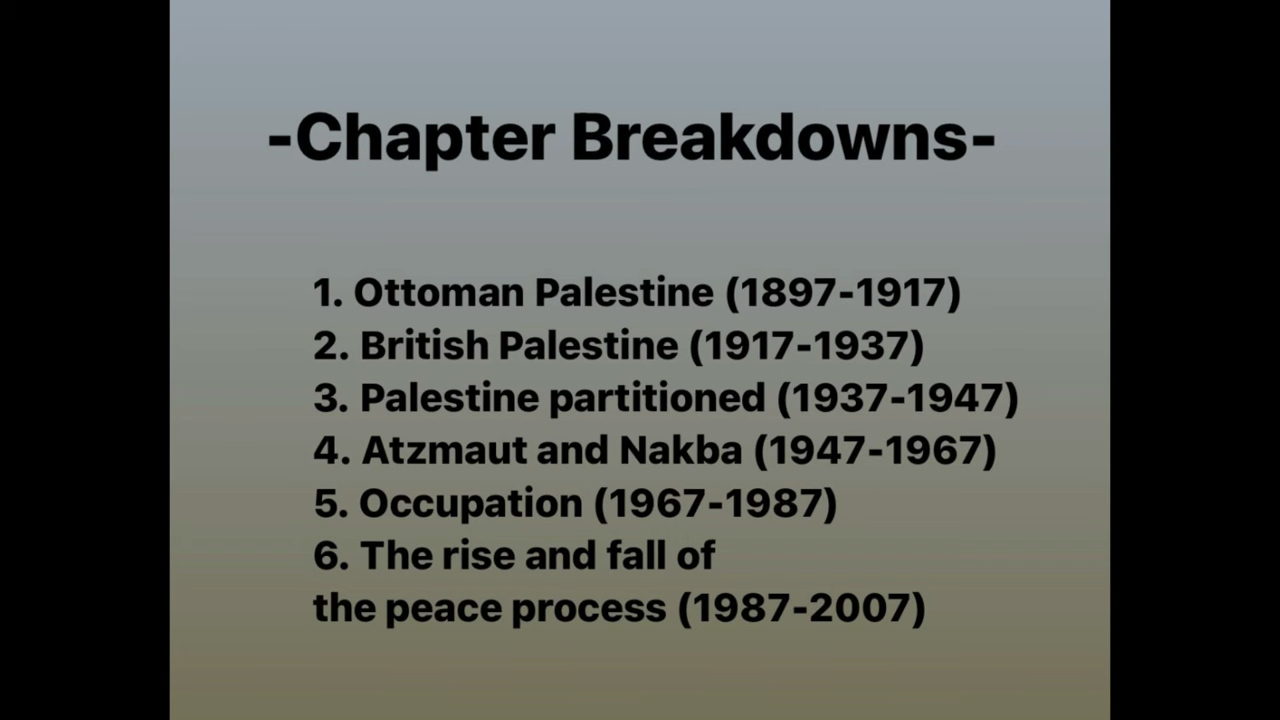 -Chapter Breakdowns-
1. Ottoman Palestine (1897-1917)
2. British Palestine (1917-1937)
3. Palestine partitioned (1937-1947)
4. Atzmaut and Nakba (1947-1967)
5. Occupation (1967-1987)
6. The rise and fall of
the peace process (1987-2007)